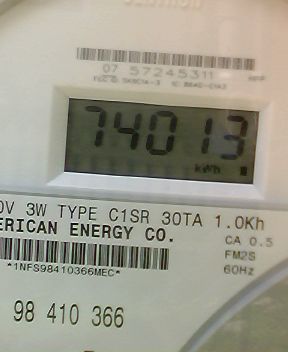 07 57245311
74013
kWh
0V 3W TYPE C1SR 30TA 1.0Kh
ERICAN ENERGY CO.
CA 0.5
FM2S
*1NFS98410366MEC*
60Hz
98 410 366